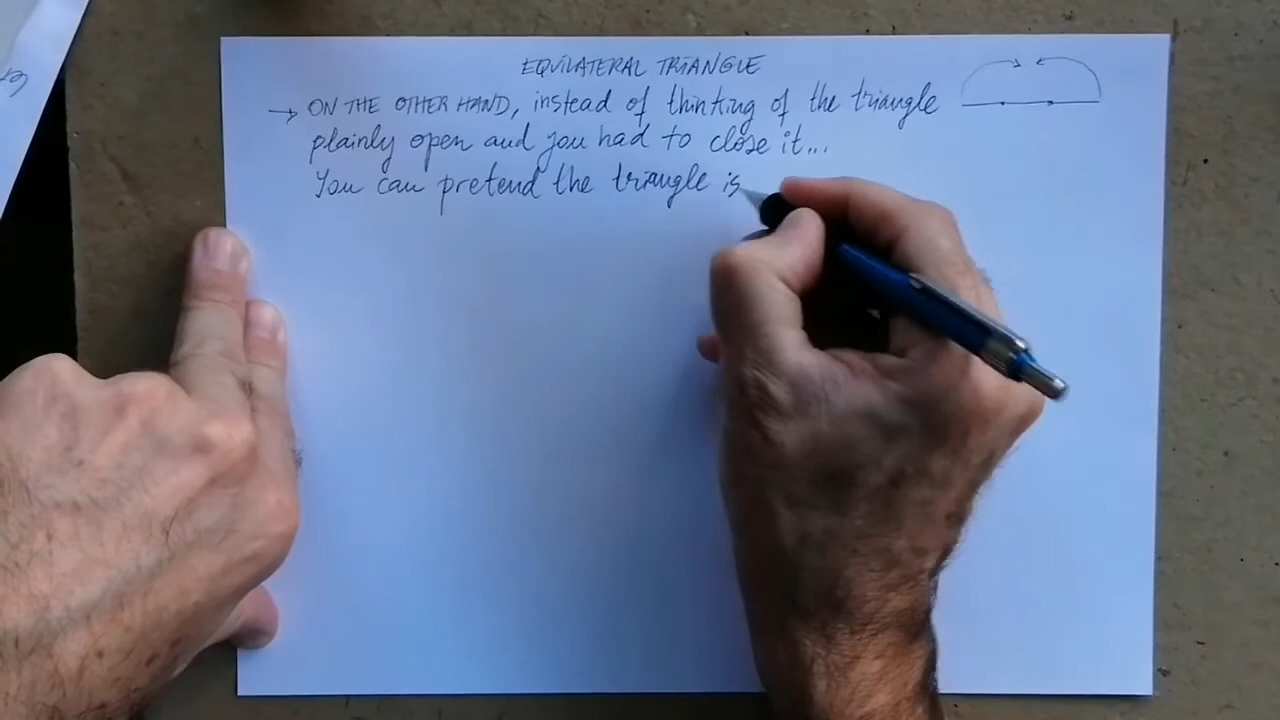 EQUILATERAL TRIANGLE
→ ON THE OTHER HAND, instead of thinking of the triangle
plainly open and you had to close it...
You can pretend the triangle is